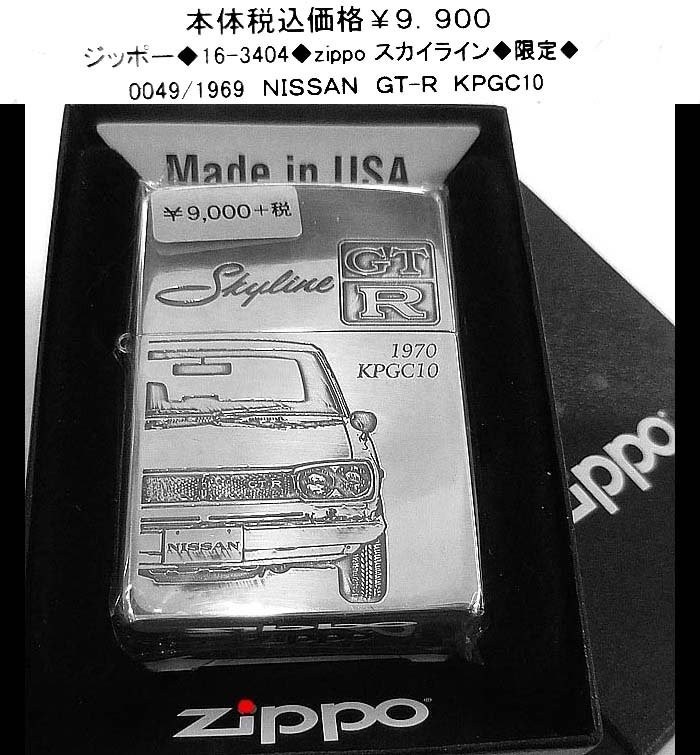 本体税込価格￥9.900
ジッポー◆16-3404◆zippo スカイライン◆限定◆
0049/1969 NISSAN GT-R KPGC10
Made in USA
￥9,000+税
Skyline GT R
1970
KPGC10
GT-R
NISSAN
zippo
zippo
zippo